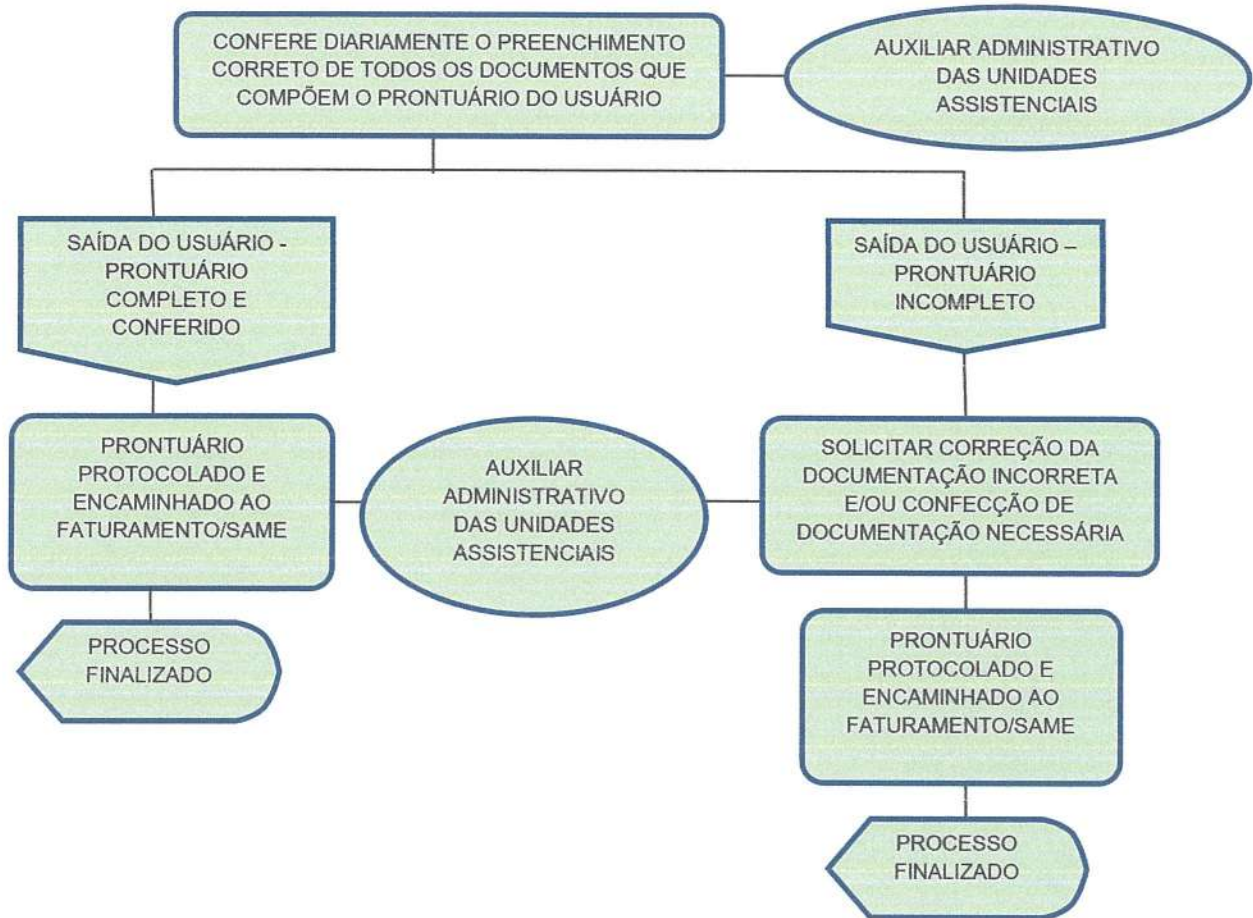 CONFERE DIARIAMENTE O PREENCHIMENTO
CORRETO DE TODOS OS DOCUMENTOS QUE
COMPÕEM O PRONTUÁRIO DO USUÁRIO
AUXILIAR ADMINISTRATIVO
DAS UNIDADES
ASSISTENCIAIS
SAÍDA DO USUÁRIO -
PRONTUÁRIO
COMPLETO E
CONFERIDO
SAÍDA DO USUÁRIO –
PRONTUÁRIO
INCOMPLETO
PRONTUÁRIO
PROTOCOLADO E
ENCAMINHADO AO
FATURAMENTO/SAME
AUXILIAR
ADMINISTRATIVO
DAS UNIDADES
ASSISTENCIAIS
SOLICITAR CORREÇÃO DA
DOCUMENTAÇÃO INCORRETA
E/OU CONFECÇÃO DE
DOCUMENTAÇÃO NECESSÁRIA
PROCESSO
FINALIZADO
PRONTUÁRIO
PROTOCOLADO E
ENCAMINHADO AO
FATURAMENTO/SAME
PROCESSO
FINALIZADO